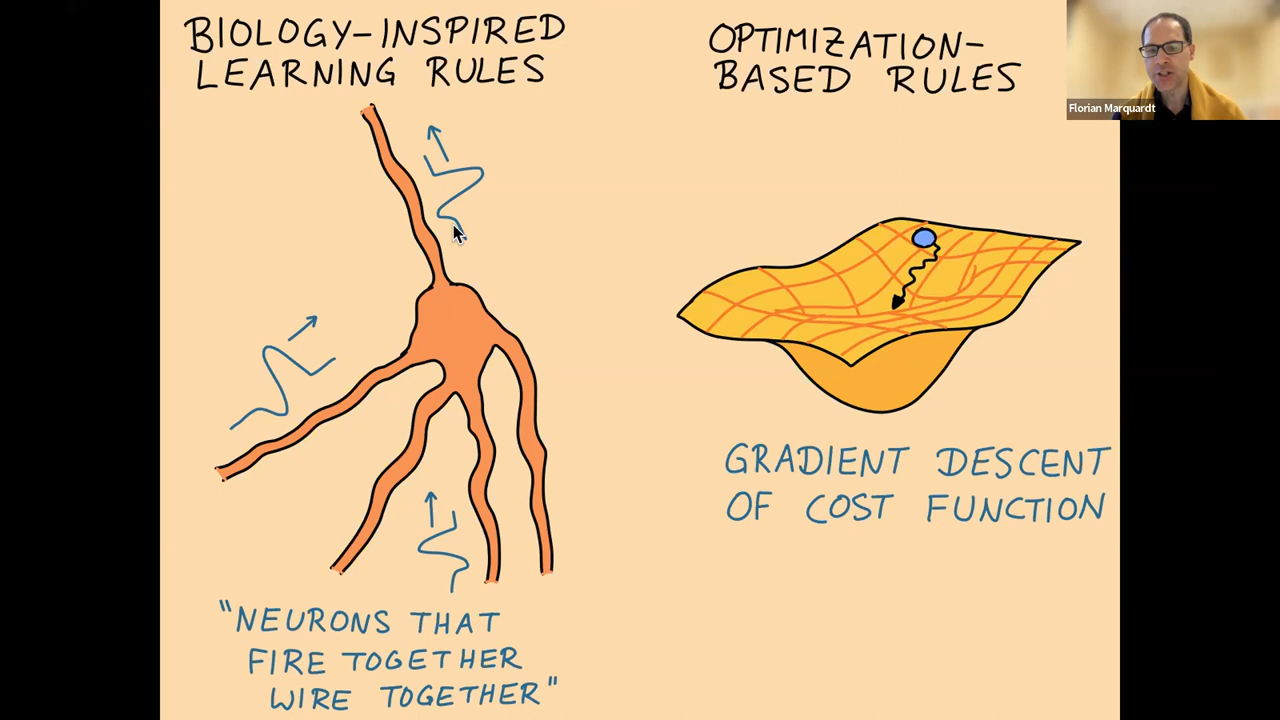 BIOLOGY-INSPIRED
LEARNING RULES
OPTIMIZATION-
BASED RULES
Florian Marquardt
GRADIENT DESCENT
OF COST FUNCTION
"NEURONS THAT
FIRE TOGETHER
WIRE TOGETHER"